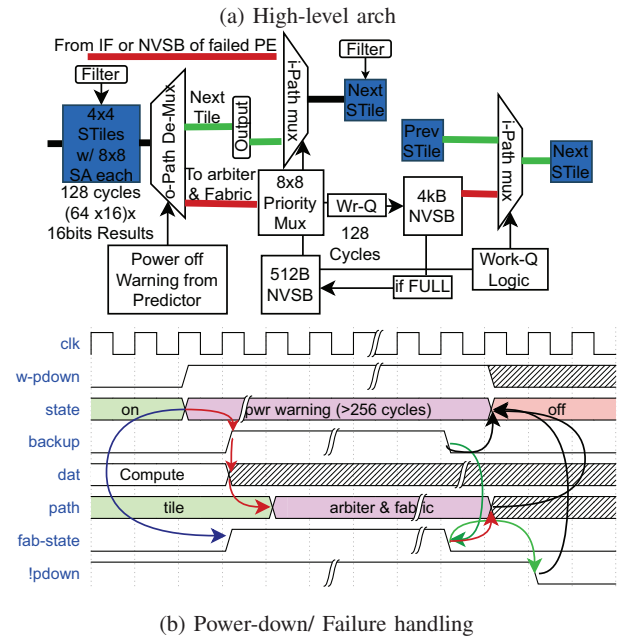 (a) High-level arch
From IF or NVSB of failed PE
Filter
Filter
4x4
STiles
w/ 8x8
SA each
o-Path De-Mux
Next
Tile
Output
i-Path mux
Next
STile
Prev
STile
i-Path mux
Next
STile
To arbiter
& Fabric
128 cycles
(64 x16)x
16bits Results
8x8
Priority
Mux
Wr-Q
128
Cycles
4kB
NVSB
Power off
Warning from
Predictor
512B
NVSB
if FULL
Work-Q
Logic
clk
w-pdown
state
on
pwr warning (>256 cycles)
off
backup
dat
Compute
path
tile
arbiter & fabric
fab-state
!pdown
(b) Power-down/ Failure handling